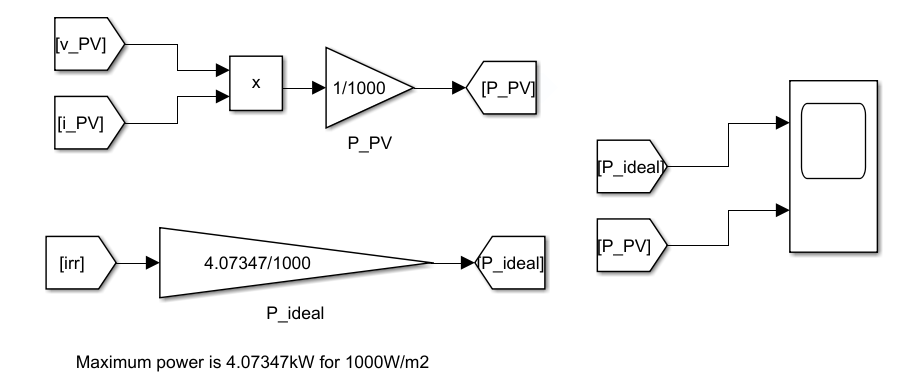 [v_PV]
[i_PV]
x
1/1000
[P_PV]
P_PV
[irr]
4.07347/1000
[P_ideal]
P_ideal
[P_ideal]
[P_PV]
Maximum power is 4.07347kW for 1000W/m2